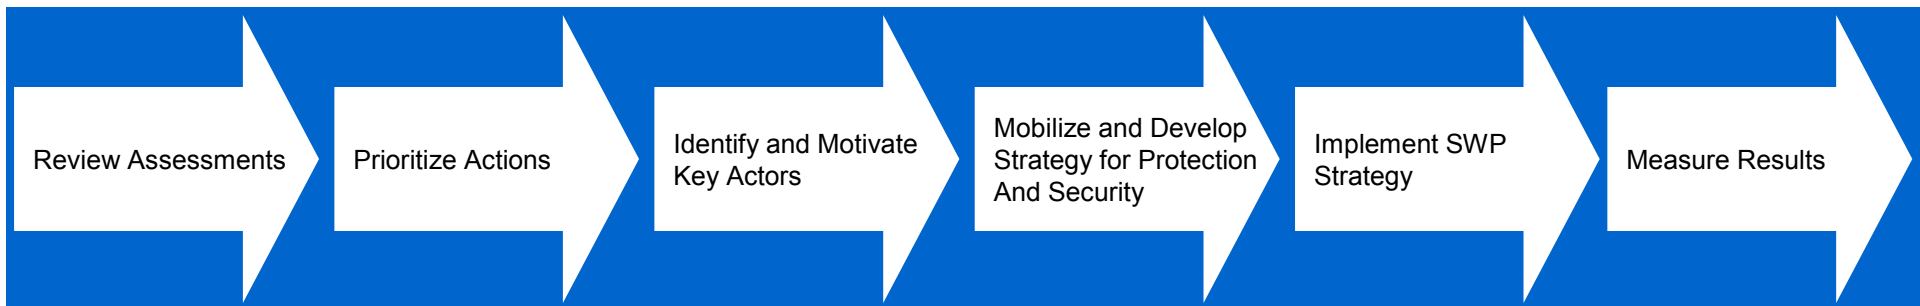 Review Assessments
Prioritize Actions
Identify and Motivate
Key Actors
Mobilize and Develop
Strategy for Protection
And Security
Implement SWP
Strategy
Measure Results